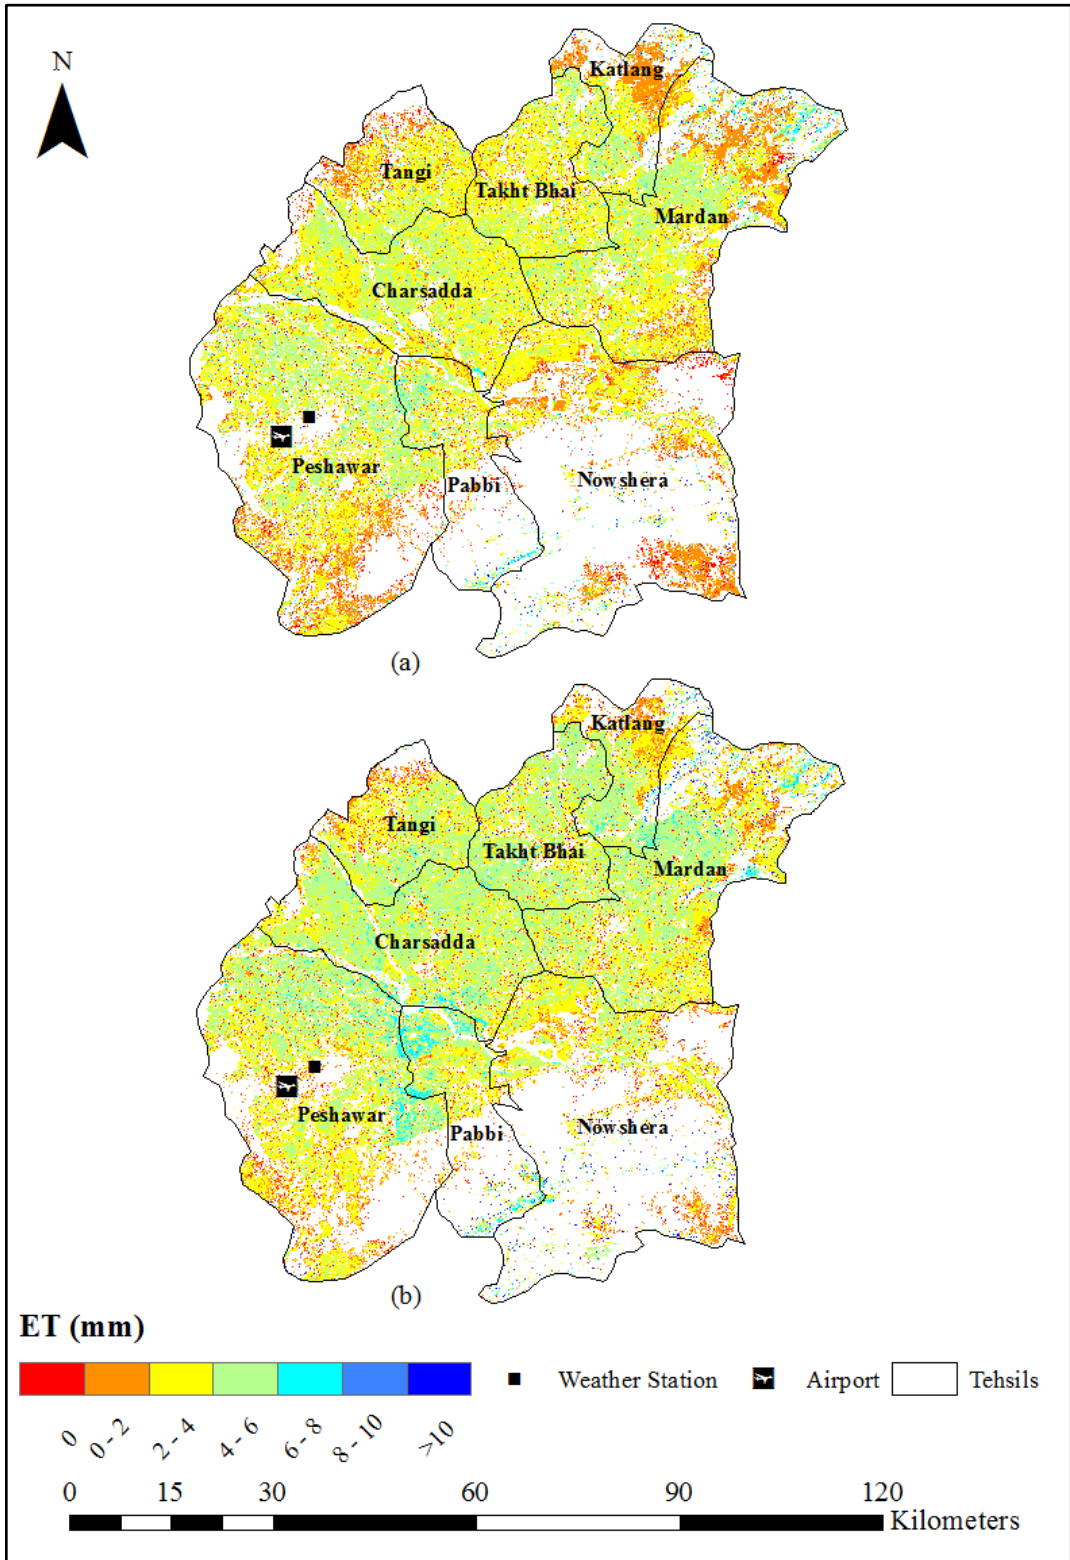 N
Katlang
Tangi
Takht Bhai
Mardan
Charsadda
Peshawar
Pabbi
Nowshera
(a)
Katlang
Tangi
Takht Bhai
Mardan
Charsadda
Peshawar
Pabbi
Nowshera
(b)
ET (mm)
Weather Station
Airport
Tehsils
0
0 - 2
2 - 4
4 - 6
6 - 8
8 - 10
>10
0 15 30 60 90 120
Kilometers